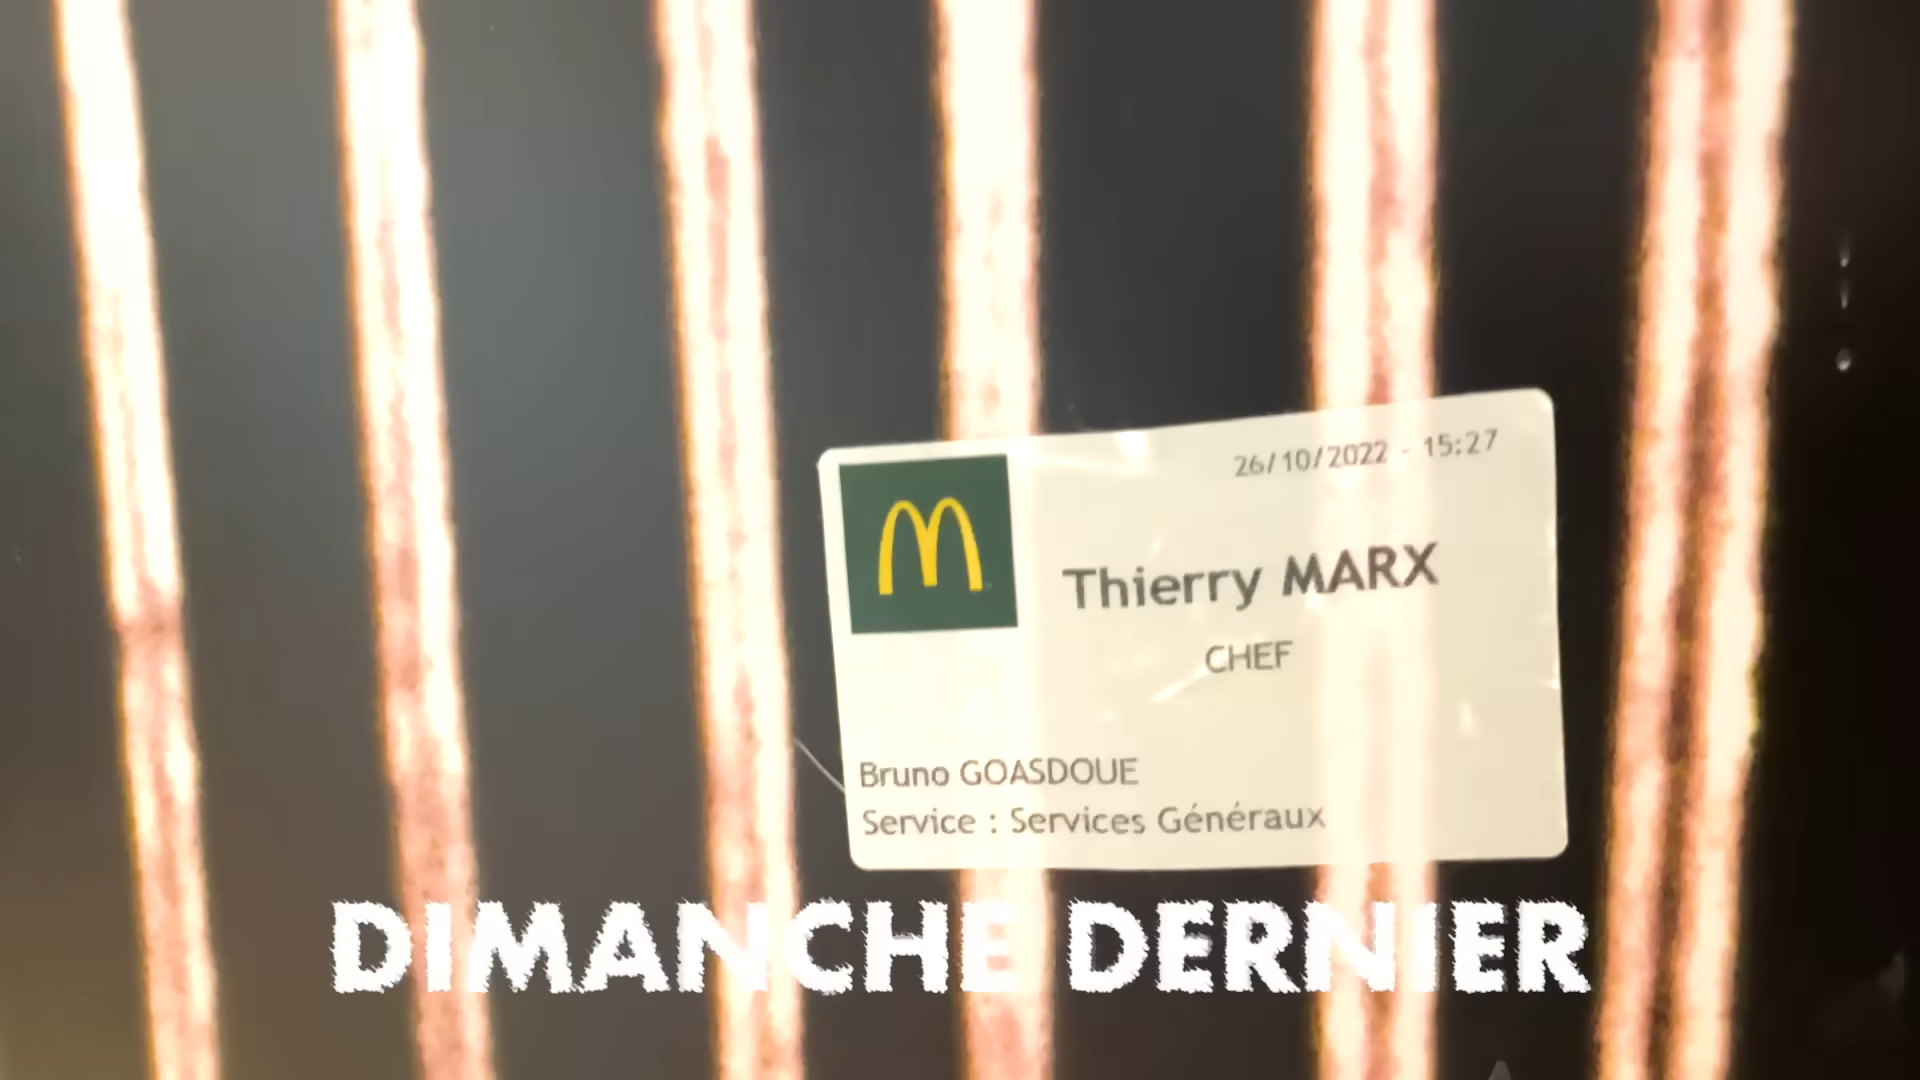 26/10/2022 - 15:27
Thierry MARX
CHEF
Bruno GOASDOUE
Service : Services Généraux
DIMANCHE DERNIER